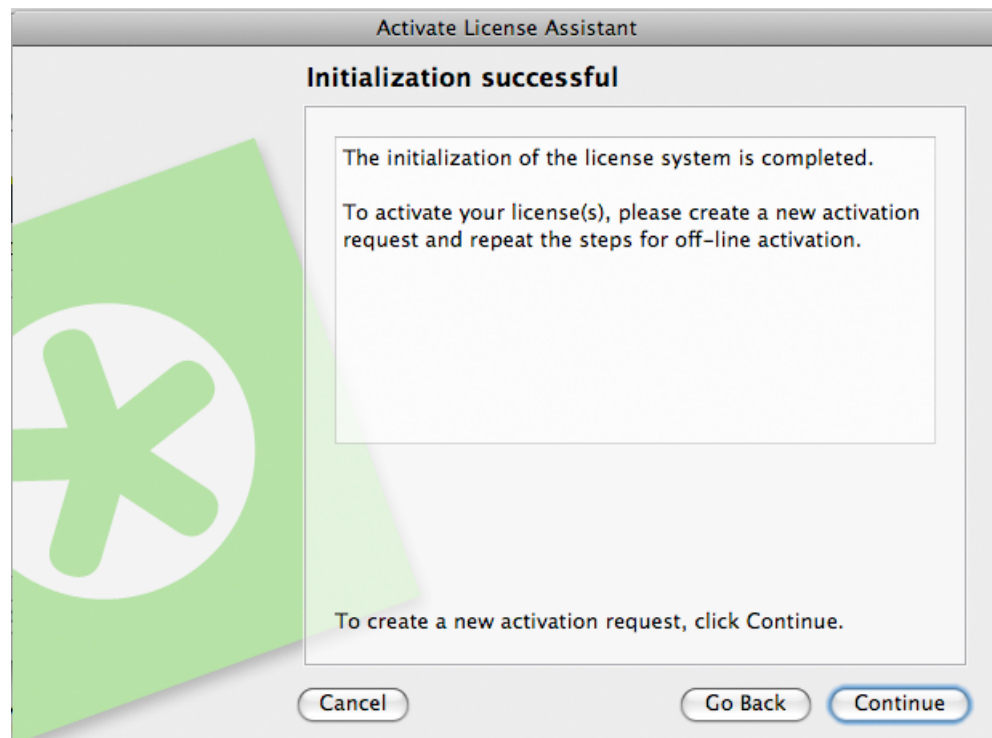 Activate License Assistant
Initialization successful
The initialization of the license system is completed.
To activate your license(s), please create a new activation
request and repeat the steps for off-line activation.
To create a new activation request, click Continue.
Cancel
Go Back
Continue